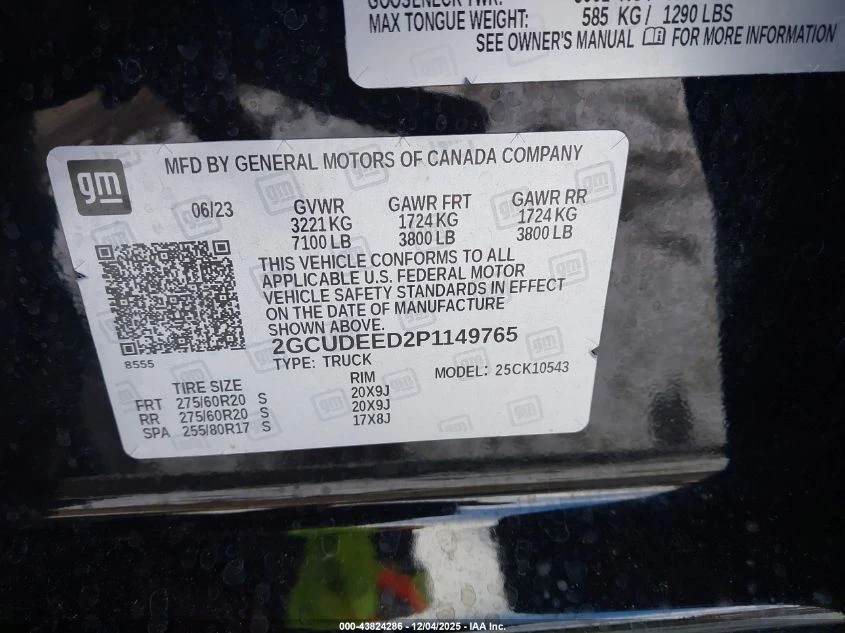 MAX TONGUE WEIGHT: 585 KG / 1290 LBS
SEE OWNER'S MANUAL FOR MORE INFORMATION
gm
MFD BY GENERAL MOTORS OF CANADA COMPANY
06/23
GVWR GAWR FRT GAWR RR
3221 KG 1724 KG 1724 KG
7100 LB 3800 LB 3800 LB
THIS VEHICLE CONFORMS TO ALL
APPLICABLE U.S. FEDERAL MOTOR
VEHICLE SAFETY STANDARDS IN EFFECT
ON THE DATE OF MANUFACTURE
SHOWN ABOVE.
2GCUDEED2P1149765
8555
TYPE: TRUCK MODEL: 25CK10543
TIRE SIZE RIM
FRT 275/60R20 S 20X9J
RR 275/60R20 S 20X9J
SPA 255/80R17 S 17X8J
000-43824286 - 12/04/2025 - IAA Inc.